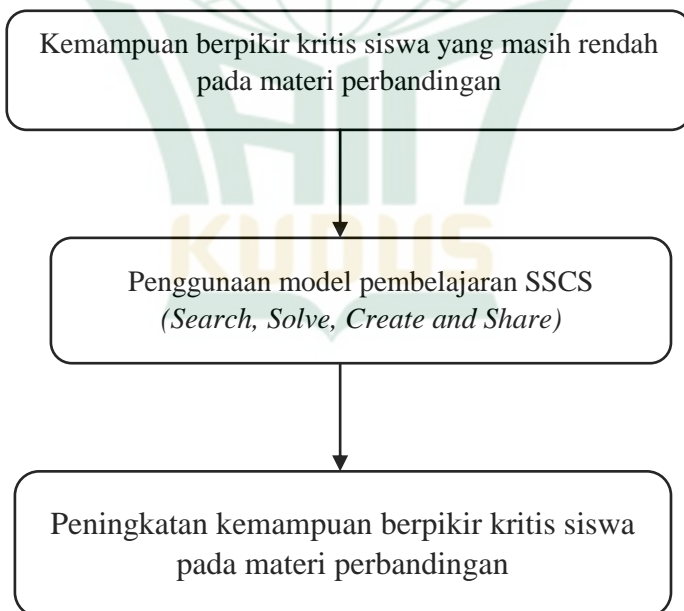 Kemampuan berpikir kritis siswa yang masih rendah
pada materi perbandingan
KUDUS
Penggunaan model pembelajaran SSCS
(Search, Solve, Create and Share)
Peningkatan kemampuan berpikir kritis siswa
pada materi perbandingan